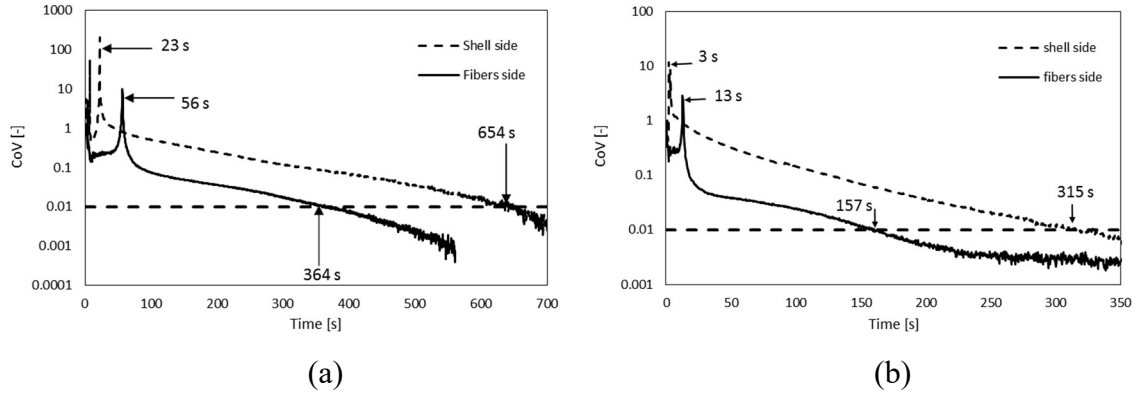 1000
100
10
1
0.1
0.01
0.001
0.0001
CoV [-]
0 100 200 300 400 500 600 700
Time [s]
23 s
56 s
654 s
364 s
Shell side
Fibers side
(a)
100
10
1
0.1
0.01
0.001
CoV [-]
0 50 100 150 200 250 300 350
Time [s]
3 s
13 s
157 s
315 s
shell side
fibers side
(b)